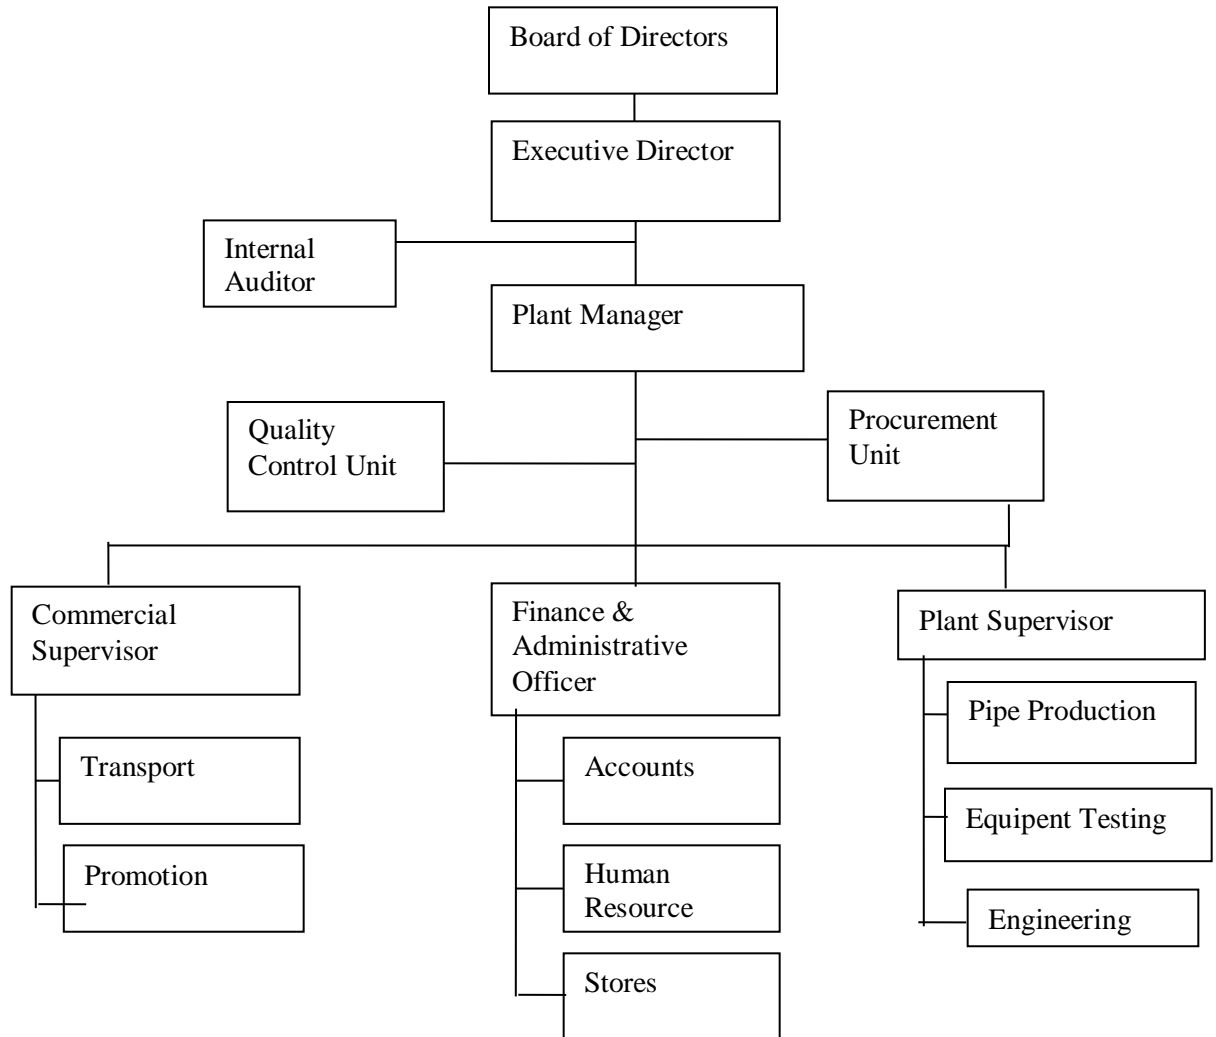 Board of Directors
Executive Director
Internal
Auditor
Plant Manager
Quality
Control Unit
Procurement
Unit
Commercial
Supervisor
Finance &
Administrative
Officer
Plant Supervisor
Transport
Promotion
Accounts
Human
Resource
Stores
Pipe Production
Equipent Testing
Engineering